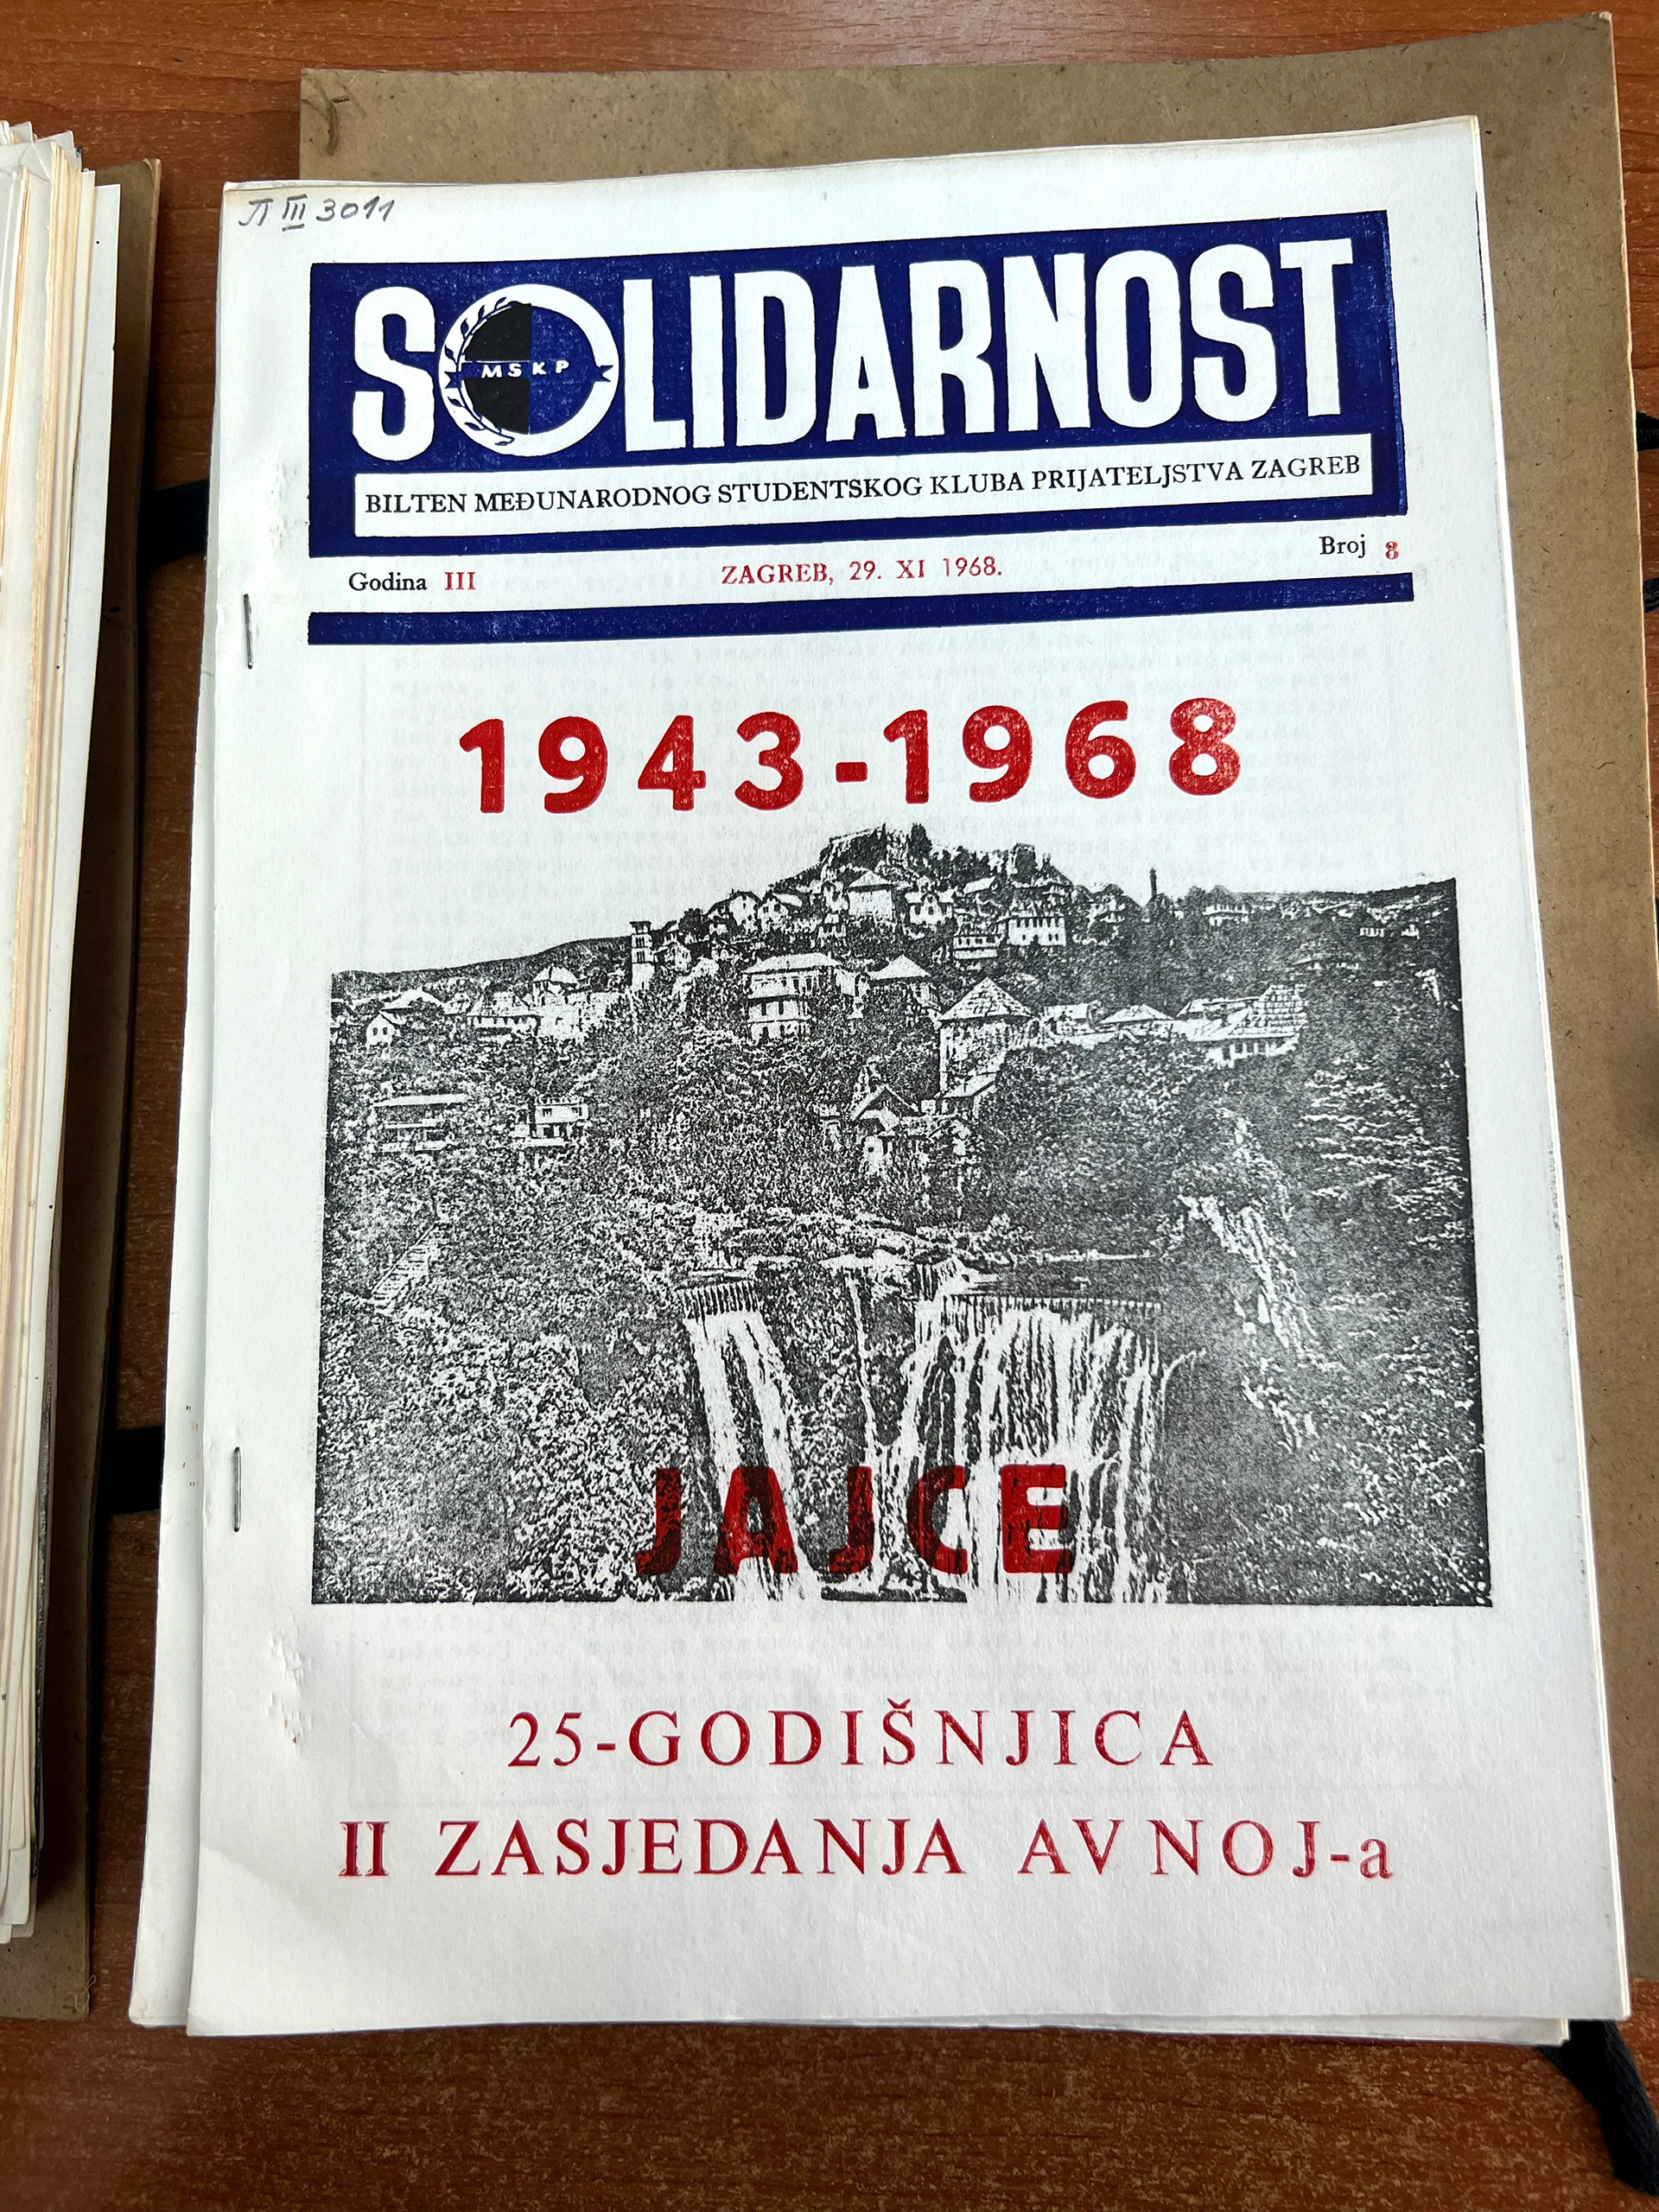 Л III 3011
SOLIDARNOST
MSKP
BILTEN MEĐUNARODNOG STUDENTSKOG KLUBA PRIJATELJSTVA ZAGREB
Godina III ZAGREB, 29. XI 1968. Broj 8
1943-1968
JAJCE
25-GODIŠNJICA
II ZASJEDANJA AVNOJ-a